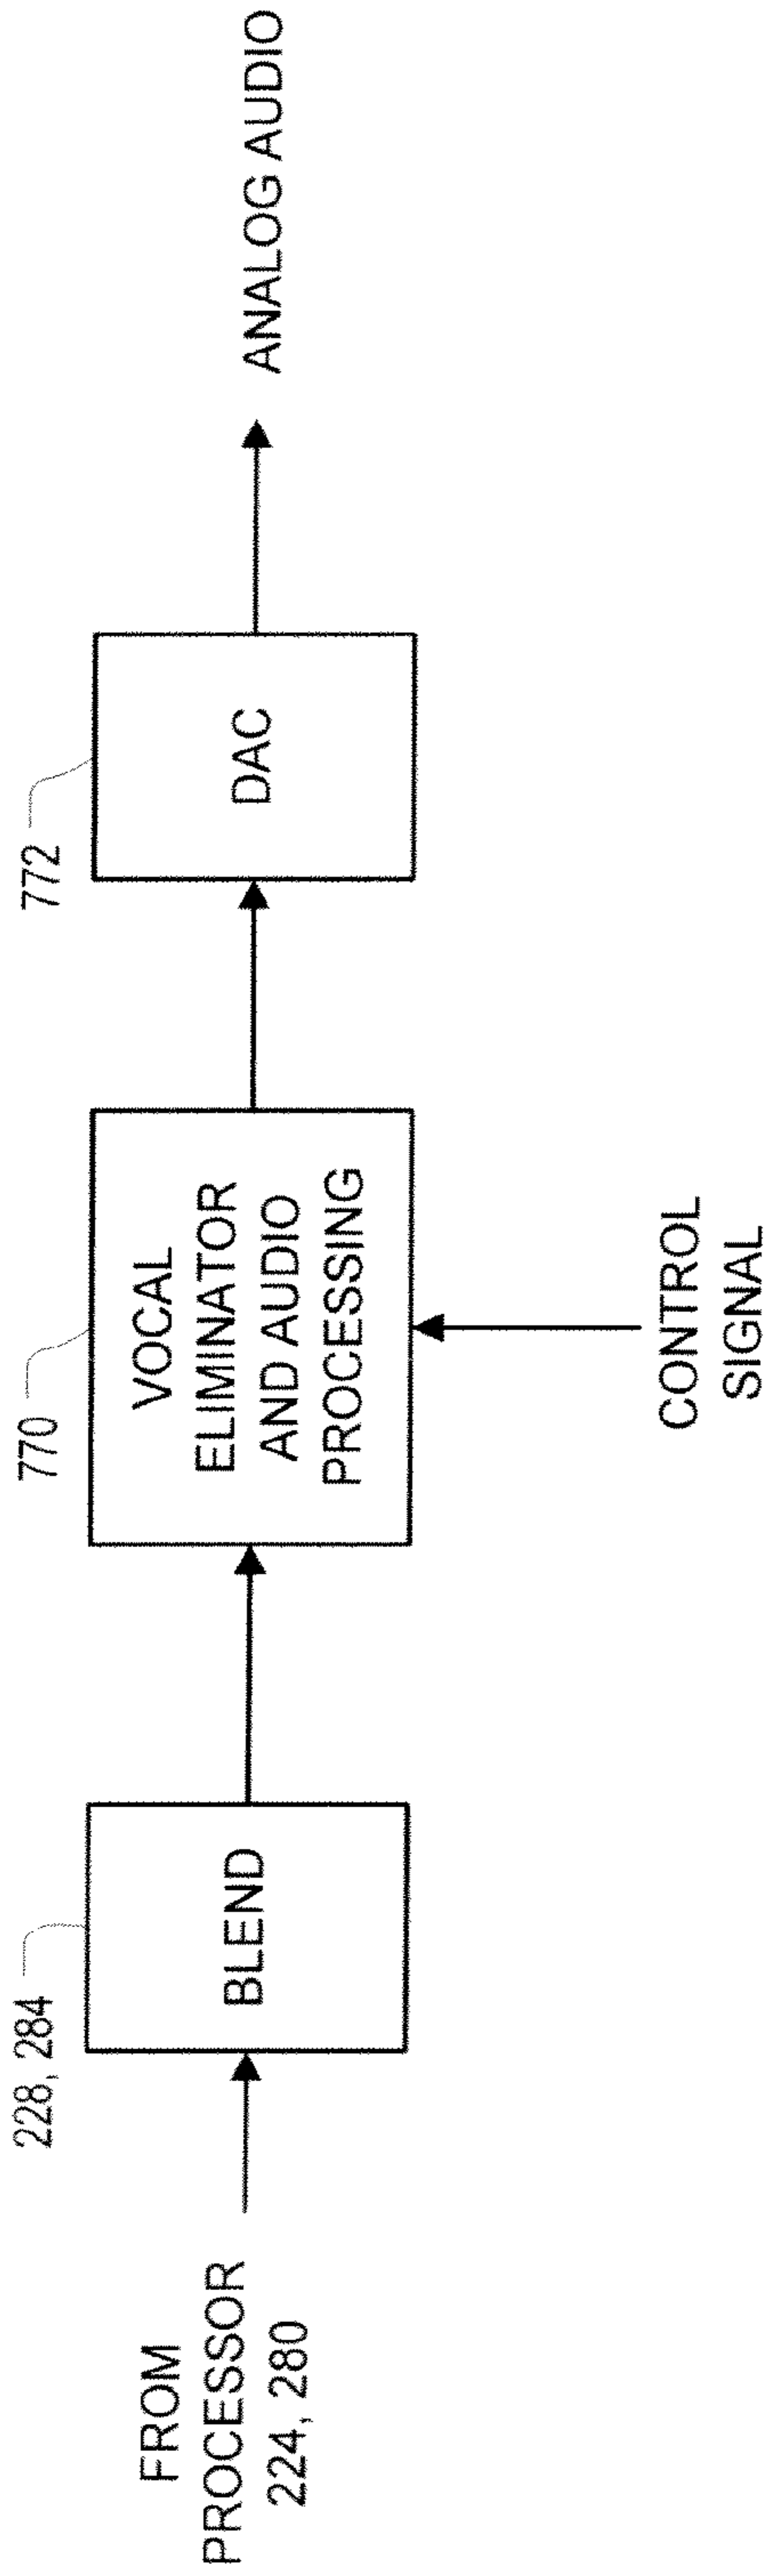 FROM
PROCESSOR
224, 280
228, 284
BLEND
770
VOCAL
ELIMINATOR
AND AUDIO
PROCESSING
CONTROL
SIGNAL
772
DAC
ANALOG AUDIO